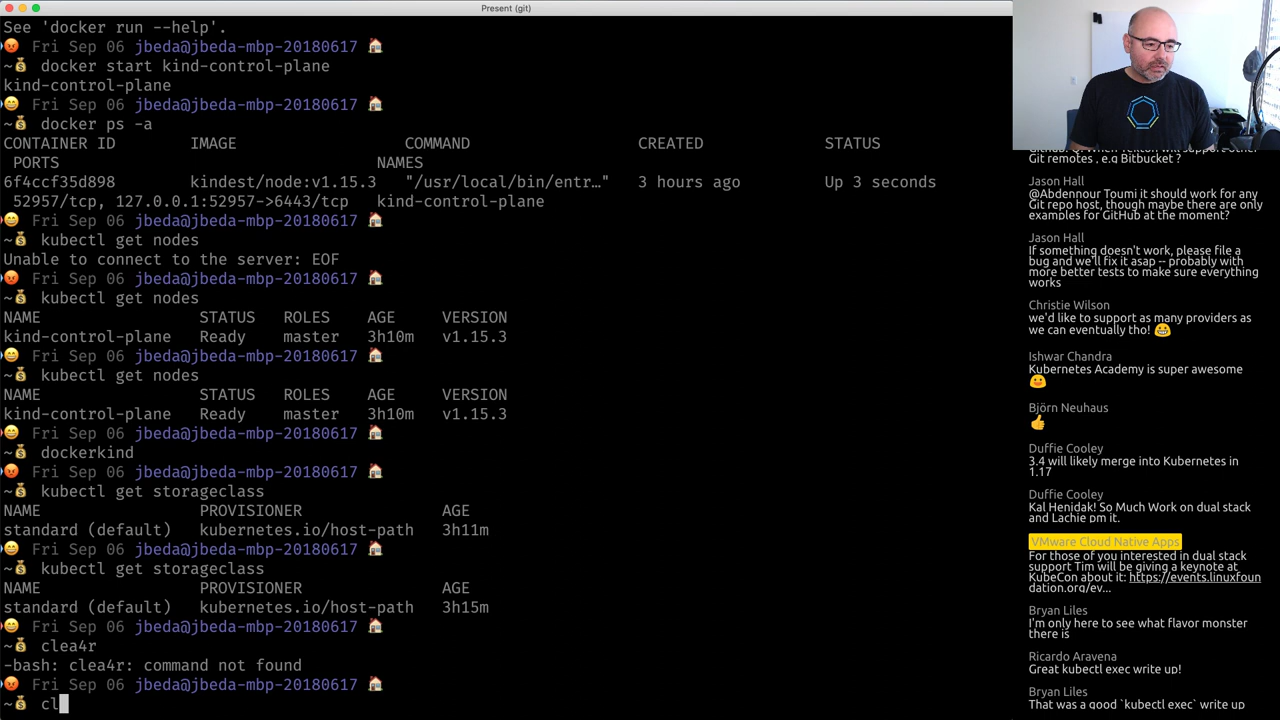 Present (git)
See 'docker run --help'.
😡 Fri Sep 06 jbeda@jbeda-mbp-20180617 🏠
~💰 docker start kind-control-plane
kind-control-plane
😄 Fri Sep 06 jbeda@jbeda-mbp-20180617 🏠
~💰 docker ps -a
CONTAINER ID IMAGE COMMAND CREATED STATUS
PORTS NAMES
6f4ccf35d898 kindest/node:v1.15.3 "/usr/local/bin/entr…" 3 hours ago Up 3 seconds
52957/tcp, 127.0.0.1:52957->6443/tcp kind-control-plane
😄 Fri Sep 06 jbeda@jbeda-mbp-20180617 🏠
~💰 kubectl get nodes
Unable to connect to the server: EOF
😡 Fri Sep 06 jbeda@jbeda-mbp-20180617 🏠
~💰 kubectl get nodes
NAME STATUS ROLES AGE VERSION
kind-control-plane Ready master 3h10m v1.15.3
😄 Fri Sep 06 jbeda@jbeda-mbp-20180617 🏠
~💰 kubectl get nodes
NAME STATUS ROLES AGE VERSION
kind-control-plane Ready master 3h10m v1.15.3
😄 Fri Sep 06 jbeda@jbeda-mbp-20180617 🏠
~💰 dockerkind
😡 Fri Sep 06 jbeda@jbeda-mbp-20180617 🏠
~💰 kubectl get storageclass
NAME PROVISIONER AGE
standard (default) kubernetes.io/host-path 3h11m
😄 Fri Sep 06 jbeda@jbeda-mbp-20180617 🏠
~💰 kubectl get storageclass
NAME PROVISIONER AGE
standard (default) kubernetes.io/host-path 3h15m
😄 Fri Sep 06 jbeda@jbeda-mbp-20180617 🏠
~💰 clea4r
-bash: clea4r: command not found
😡 Fri Sep 06 jbeda@jbeda-mbp-20180617 🏠
~💰 cl
Git remotes , e.g Bitbucket ?
Jason Hall
@Abdennour Toumi it should work for any
Git repo host, though maybe there are only
examples for GitHub at the moment?
Jason Hall
If something doesn't work, please file a
bug and we'll fix it asap -- probably with
more better tests to make sure everything
works
Christie Wilson
we'd like to support as many providers as
we can eventually tho! 😀
Ishwar Chandra
Kubernetes Academy is super awesome
😛
Björn Neuhaus
👍
Duffie Cooley
3.4 will likely merge into Kubernetes in
1.17
Duffie Cooley
Kal Henidak! So Much Work on dual stack
and Lachie pm it.
VMware Cloud Native Apps
For those of you interested in dual stack
support Tim will be giving a keynote at
KubeCon about it: https://events.linuxfoun
dation.org/ev...
Bryan Liles
I'm only here to see what flavor monster
there is
Ricardo Aravena
Great kubectl exec write up!
Bryan Liles
That was a good `kubectl exec` write up